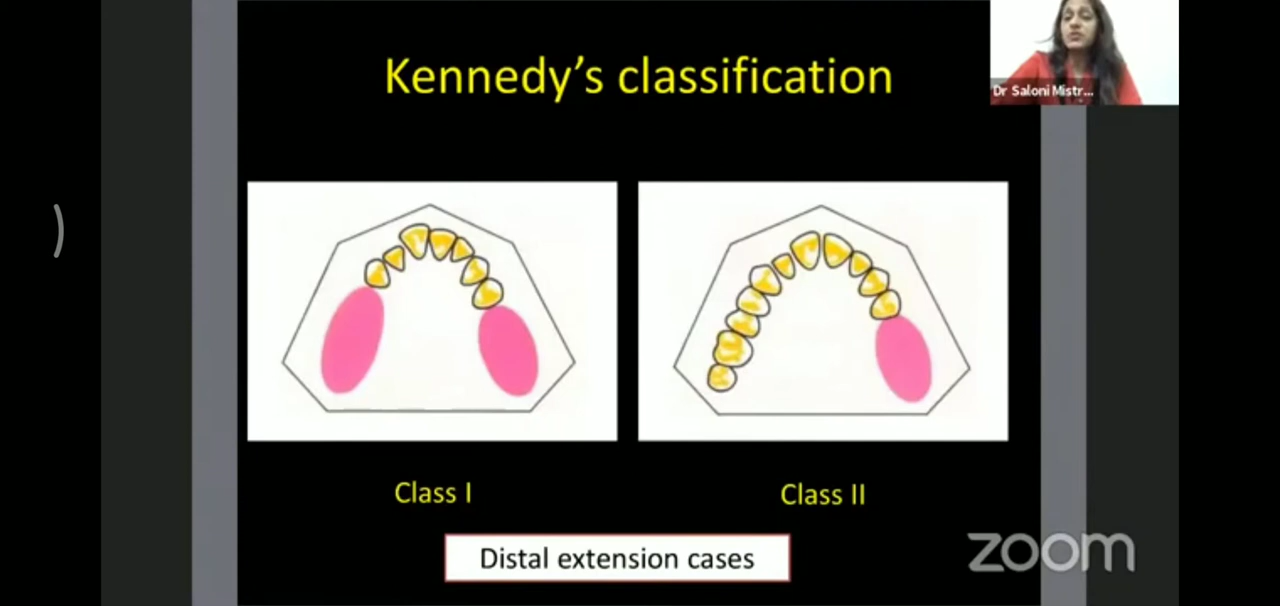 Kennedy's classification
Dr Saloni Mistr...
Class I
Class II
Distal extension cases
zoom